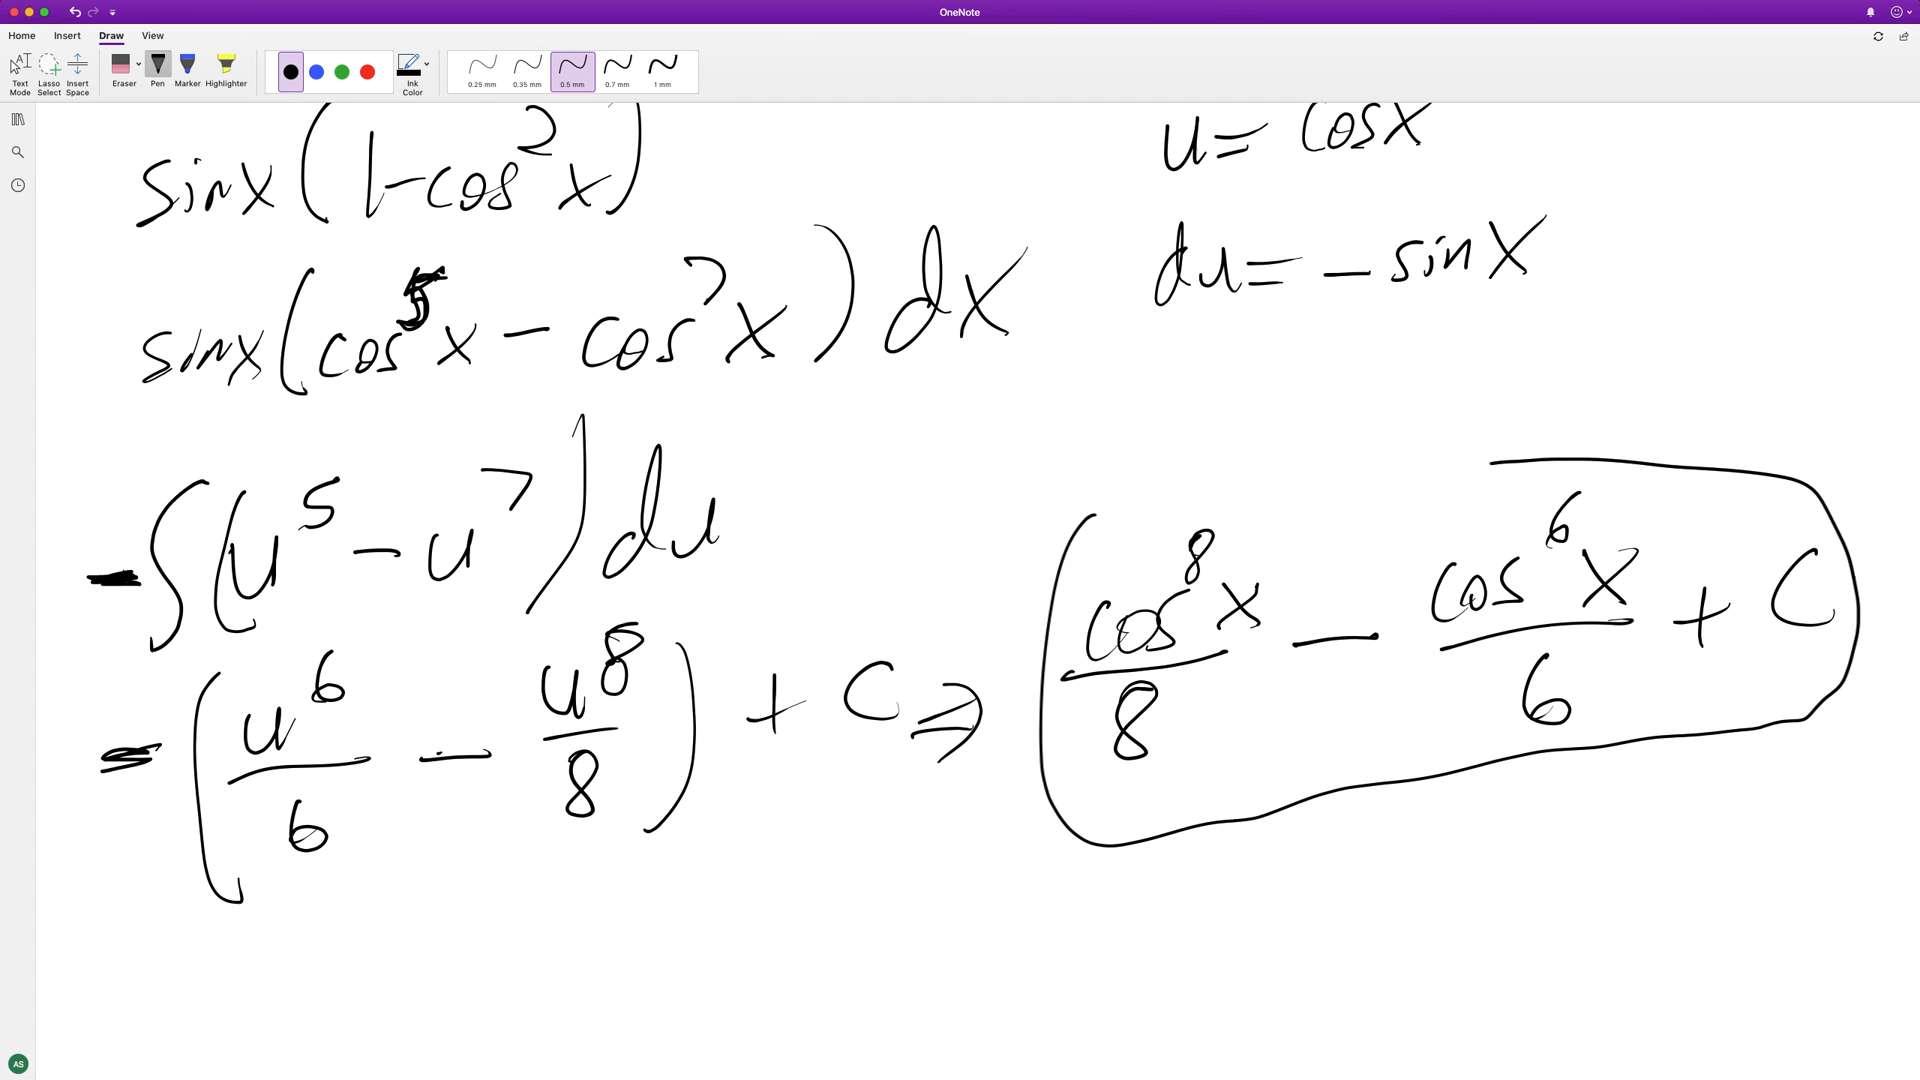 OneNote
Home Insert Draw View
Text Mode Lasso Select Insert Space Eraser Pen Marker Highlighter Ink Color 0.25 mm 0.35 mm 0.5 mm 0.7 mm 1 mm
sinx(1-cos²x)
u= cosx
du= - sinx
sinx(cos⁵x - cos⁷x)dx
-∫(u⁵ - u⁷)du
= (u⁶/6 - u⁸/8) + C ⇒ cos⁸x/8 - cos⁶x/6 + C
AS